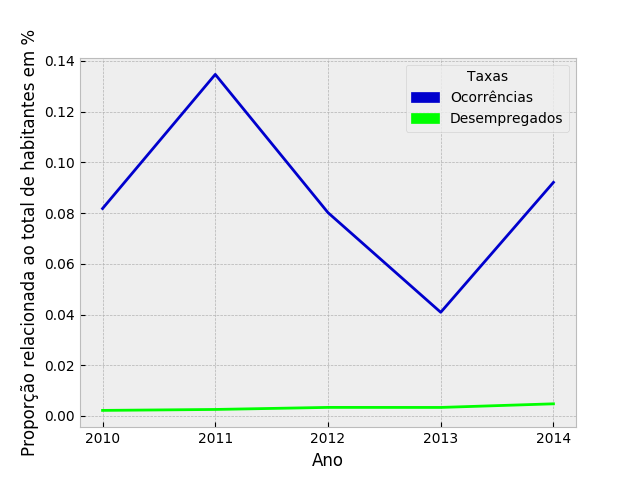 Proporção relacionada ao total de habitantes em %
0.14
0.12
0.10
0.08
0.06
0.04
0.02
0.00
Taxas
Ocorrências
Desempregados
2010 2011 2012 2013 2014
Ano